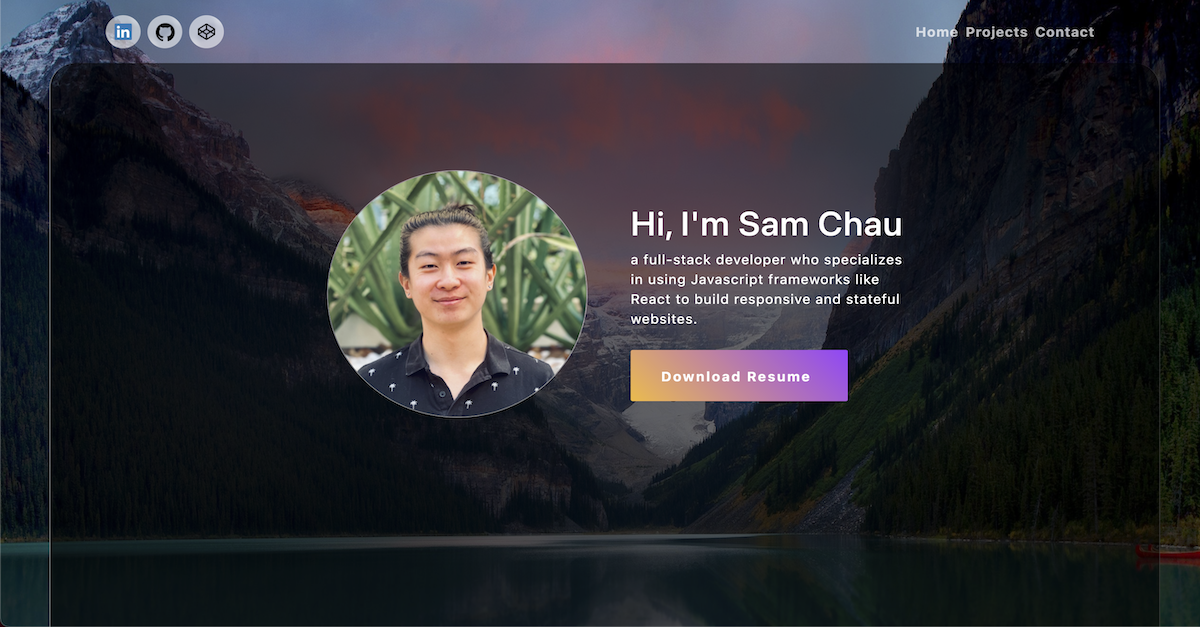 in
Home Projects Contact
Hi, I'm Sam Chau
a full-stack developer who specializes
in using Javascript frameworks like
React to build responsive and stateful
websites.
Download Resume